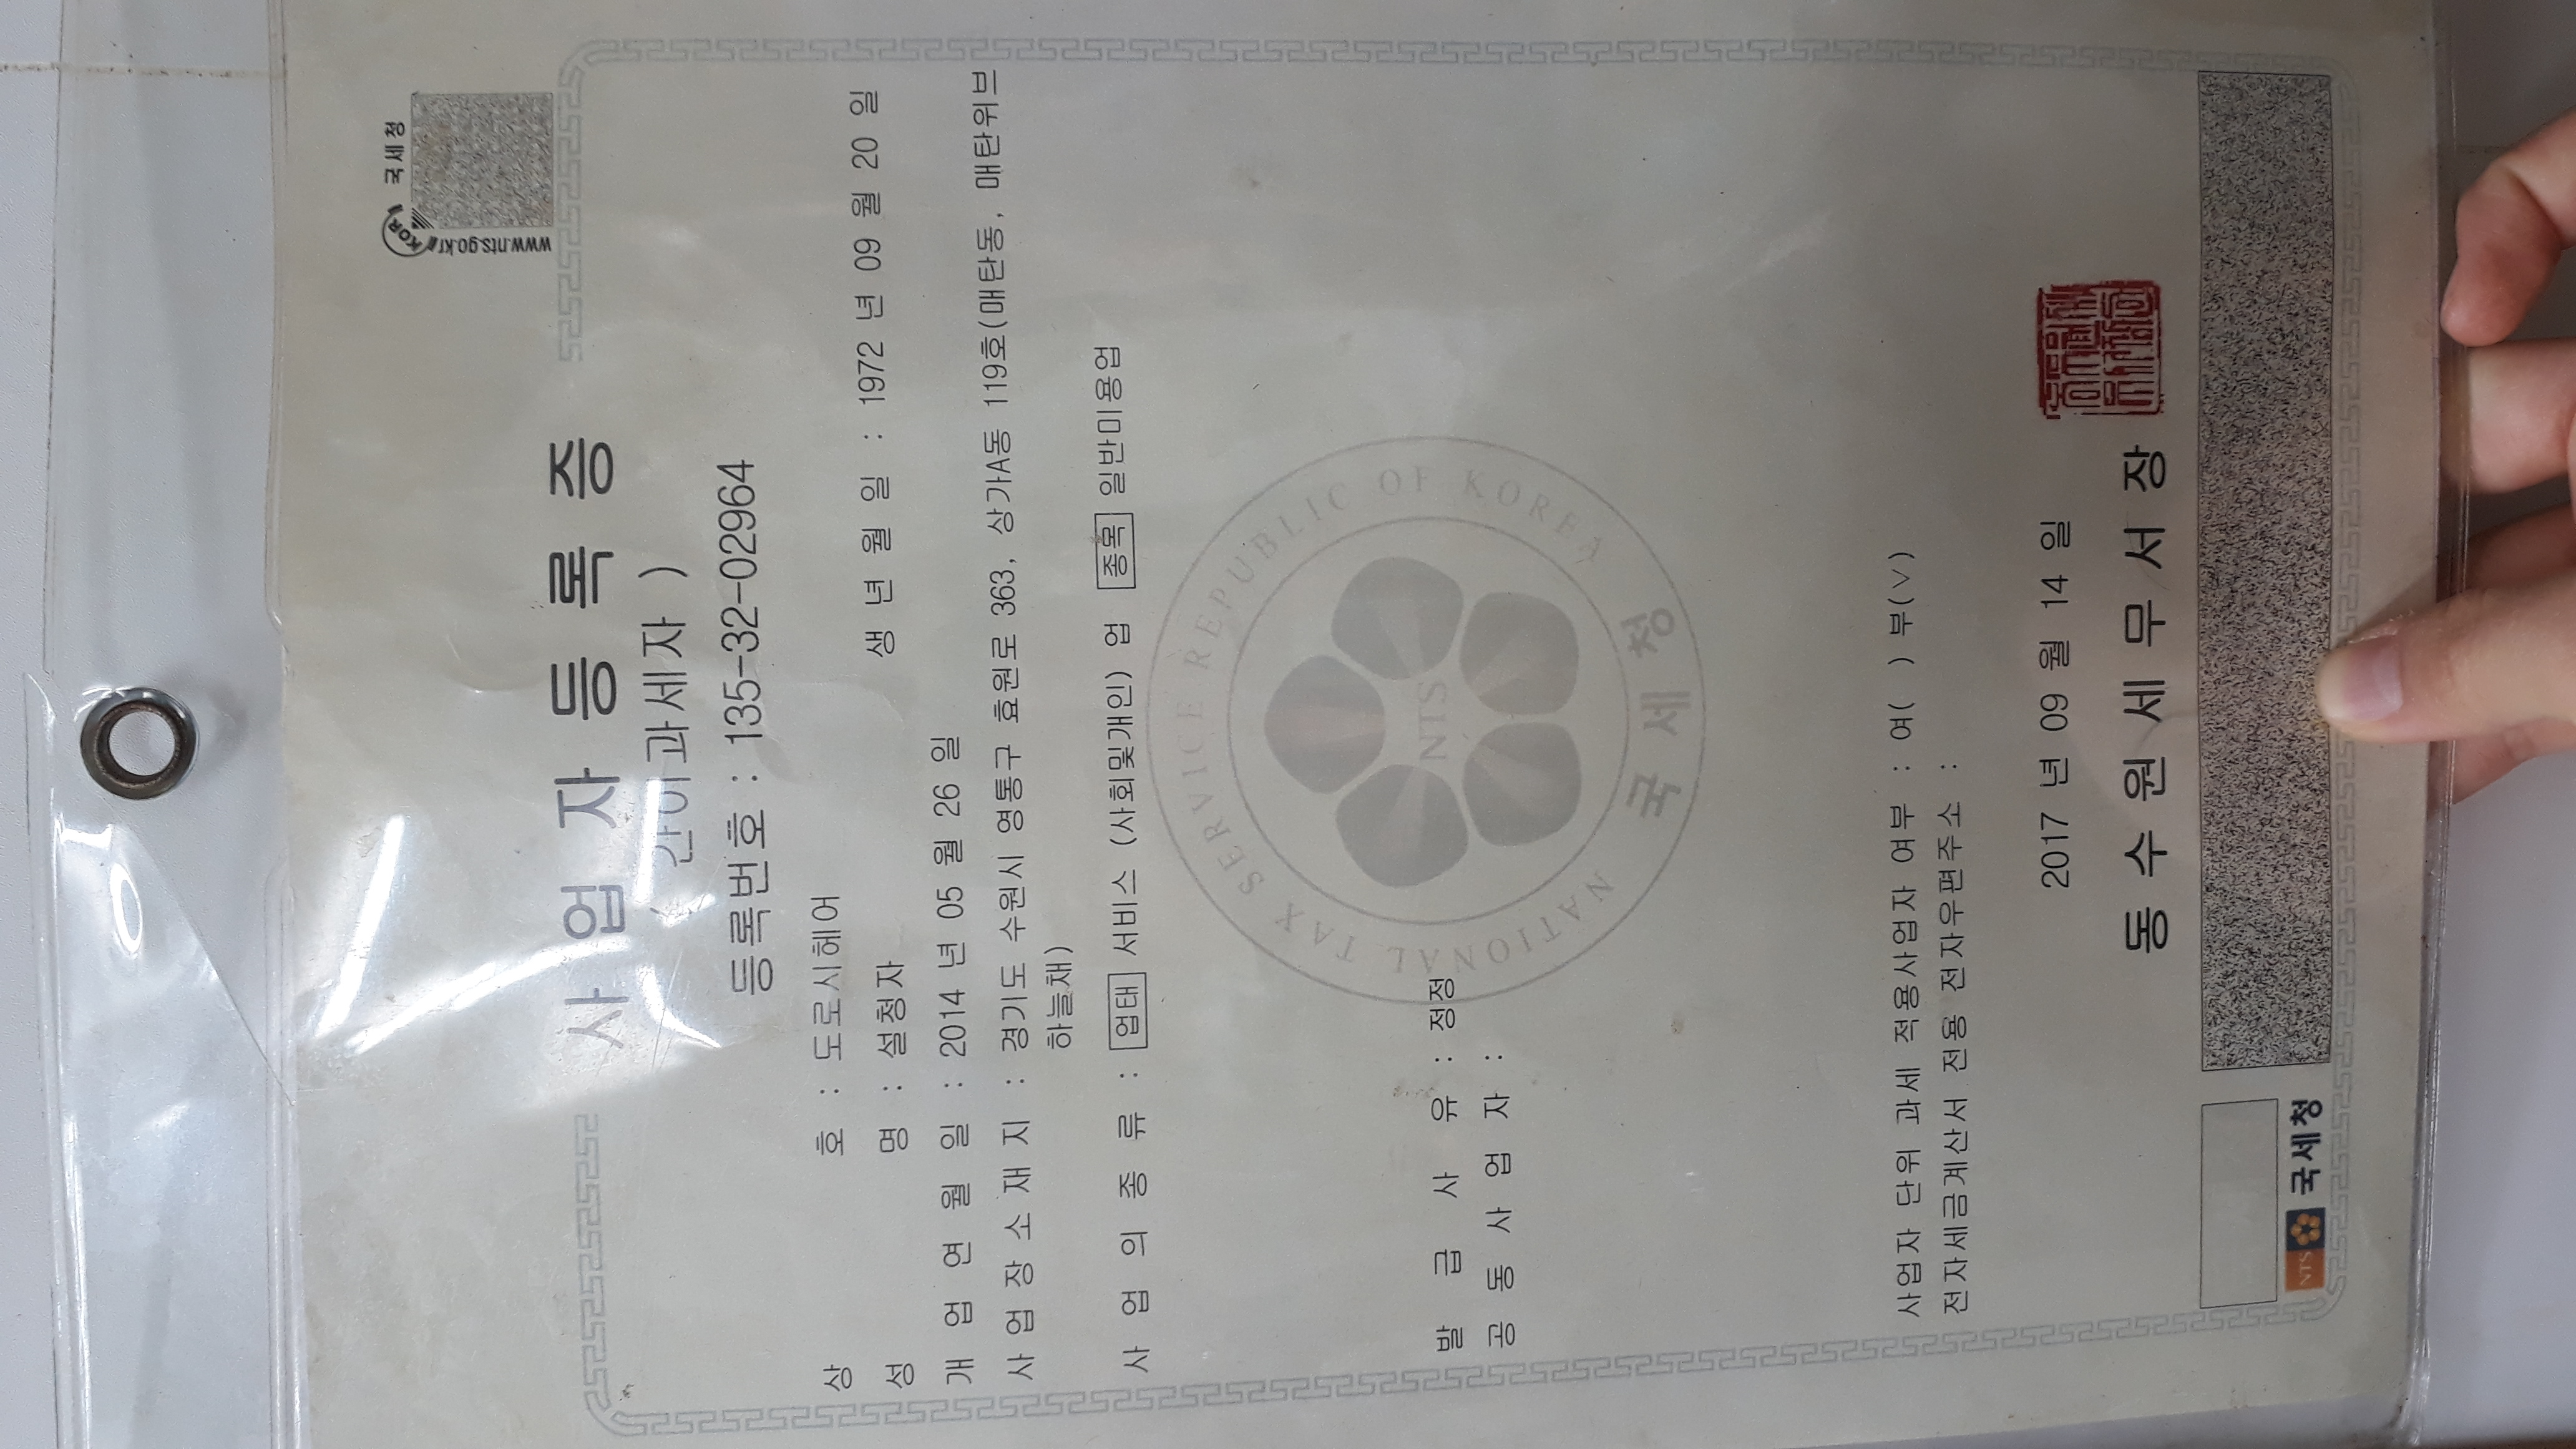 국세청
www.nts.go.kr
KOR
사업자등록증
( 간이과세자 )
등록번호 : 135-32-02964
상 호 : 도로시헤어
성 명 : 설청자 생 년 월 일 : 1972 년 09 월 20 일
개 업 연 월 일 : 2014 년 05 월 26 일
사 업 장 소 재 지 : 경기도 수원시 영통구 효원로 363, 상가A동 119호(매탄동, 매탄위브
하늘채)
사 업 의 종 류 : 업태 서비스 (사회및개인) 업 종목 일반미용업
NATIONAL TAX SERVICE REPUBLIC OF KOREA
NTS
국세청
발 급 사 유 : 정정
공 동 사 업 자 :
사업자 단위 과세 적용사업자 여부 : 여( ) 부(∨)
전자세금계산서 전용 전자우편주소 :
2017 년 09 월 14 일
동 수 원 세 무 서 장
NTS 국세청